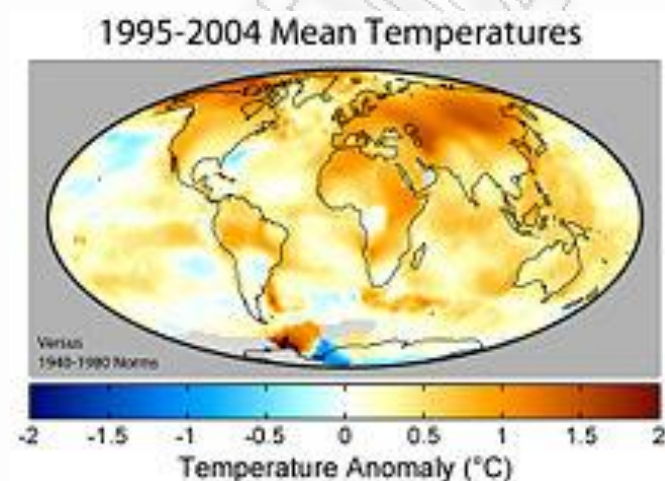 1995-2004 Mean Temperatures
Versus
1940-1980 Norms
-2 -1.5 -1 -0.5 0 0.5 1 1.5 2
Temperature Anomaly (°C)